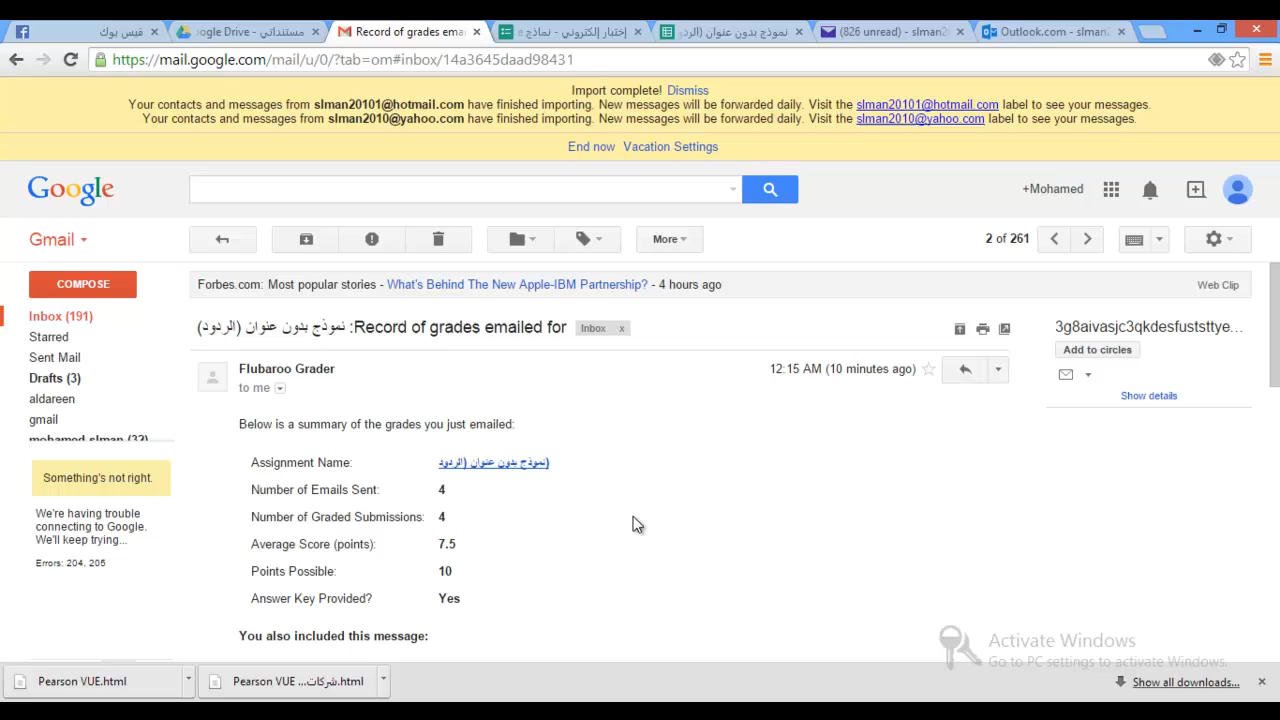 فيس بوك
مستنداتي - ogle Drive
Record of grades ema
إختبار إلكتروني - نماذج e
نموذج بدون عنوان (الرد
(826 unread) - slman2
Outlook.com - slman
https://mail.google.com/mail/u/0/?tab=om#inbox/14a3645daad98431
Import complete! Dismiss
Your contacts and messages from slman20101@hotmail.com have finished importing. New messages will be forwarded daily. Visit the slman20101@hotmail.com label to see your messages.
Your contacts and messages from slman2010@yahoo.com have finished importing. New messages will be forwarded daily. Visit the slman2010@yahoo.com label to see your messages.
End now Vacation Settings
Google
+Mohamed
Gmail
More
2 of 261
COMPOSE
Forbes.com: Most popular stories - What's Behind The New Apple-IBM Partnership? - 4 hours ago
Web Clip
Inbox (191)
Starred
Sent Mail
Drafts (3)
aldareen
gmail
mohamed slman (32)
Something's not right.
We're having trouble
connecting to Google.
We'll keep trying...
Errors: 204, 205
Record of grades emailed for: نموذج بدون عنوان (الردود)
Inbox x
Flubaroo Grader
12:15 AM (10 minutes ago)
to me
Below is a summary of the grades you just emailed:
Assignment Name: نموذج بدون عنوان (الردود)
Number of Emails Sent: 4
Number of Graded Submissions: 4
Average Score (points): 7.5
Points Possible: 10
Answer Key Provided? Yes
You also included this message:
3g8aivasjc3qkdesfuststtye...
Add to circles
Show details
Activate Windows
Go to PC settings to activate Windows.
Pearson VUE.html
Pearson VUE ...شركات.html
Show all downloads...